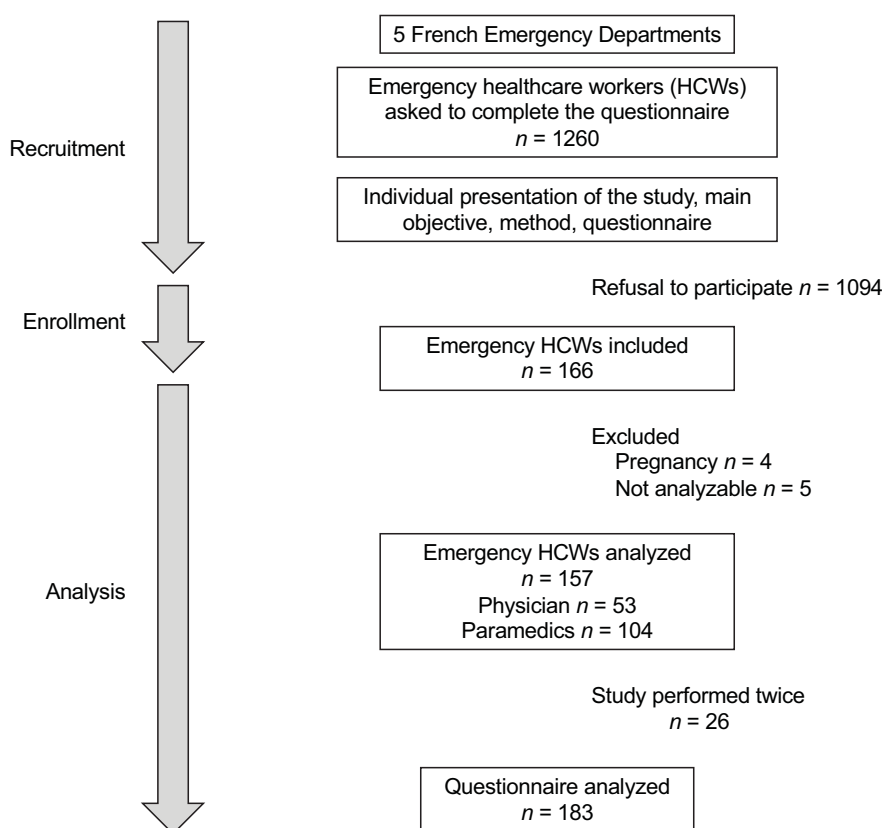 5 French Emergency Departments
Emergency healthcare workers (HCWs)
asked to complete the questionnaire
n = 1260
Recruitment
Individual presentation of the study, main
objective, method, questionnaire
Refusal to participate n = 1094
Enrollment
Emergency HCWs included
n = 166
Excluded
Pregnancy n = 4
Not analyzable n = 5
Emergency HCWs analyzed
n = 157
Physician n = 53
Paramedics n = 104
Analysis
Study performed twice
n = 26
Questionnaire analyzed
n = 183